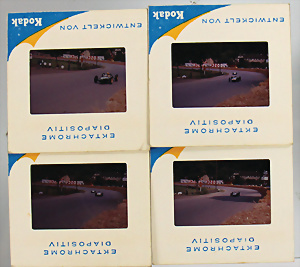 EKTACHROME
DIAPOSITIV
EKTACHROME
DIAPOSITIV
EKTACHROME
DIAPOSITIV
ENTWICKELT VON
Kodak
EKTACHROME
DIAPOSITIV
ENTWICKELT VON
Kodak